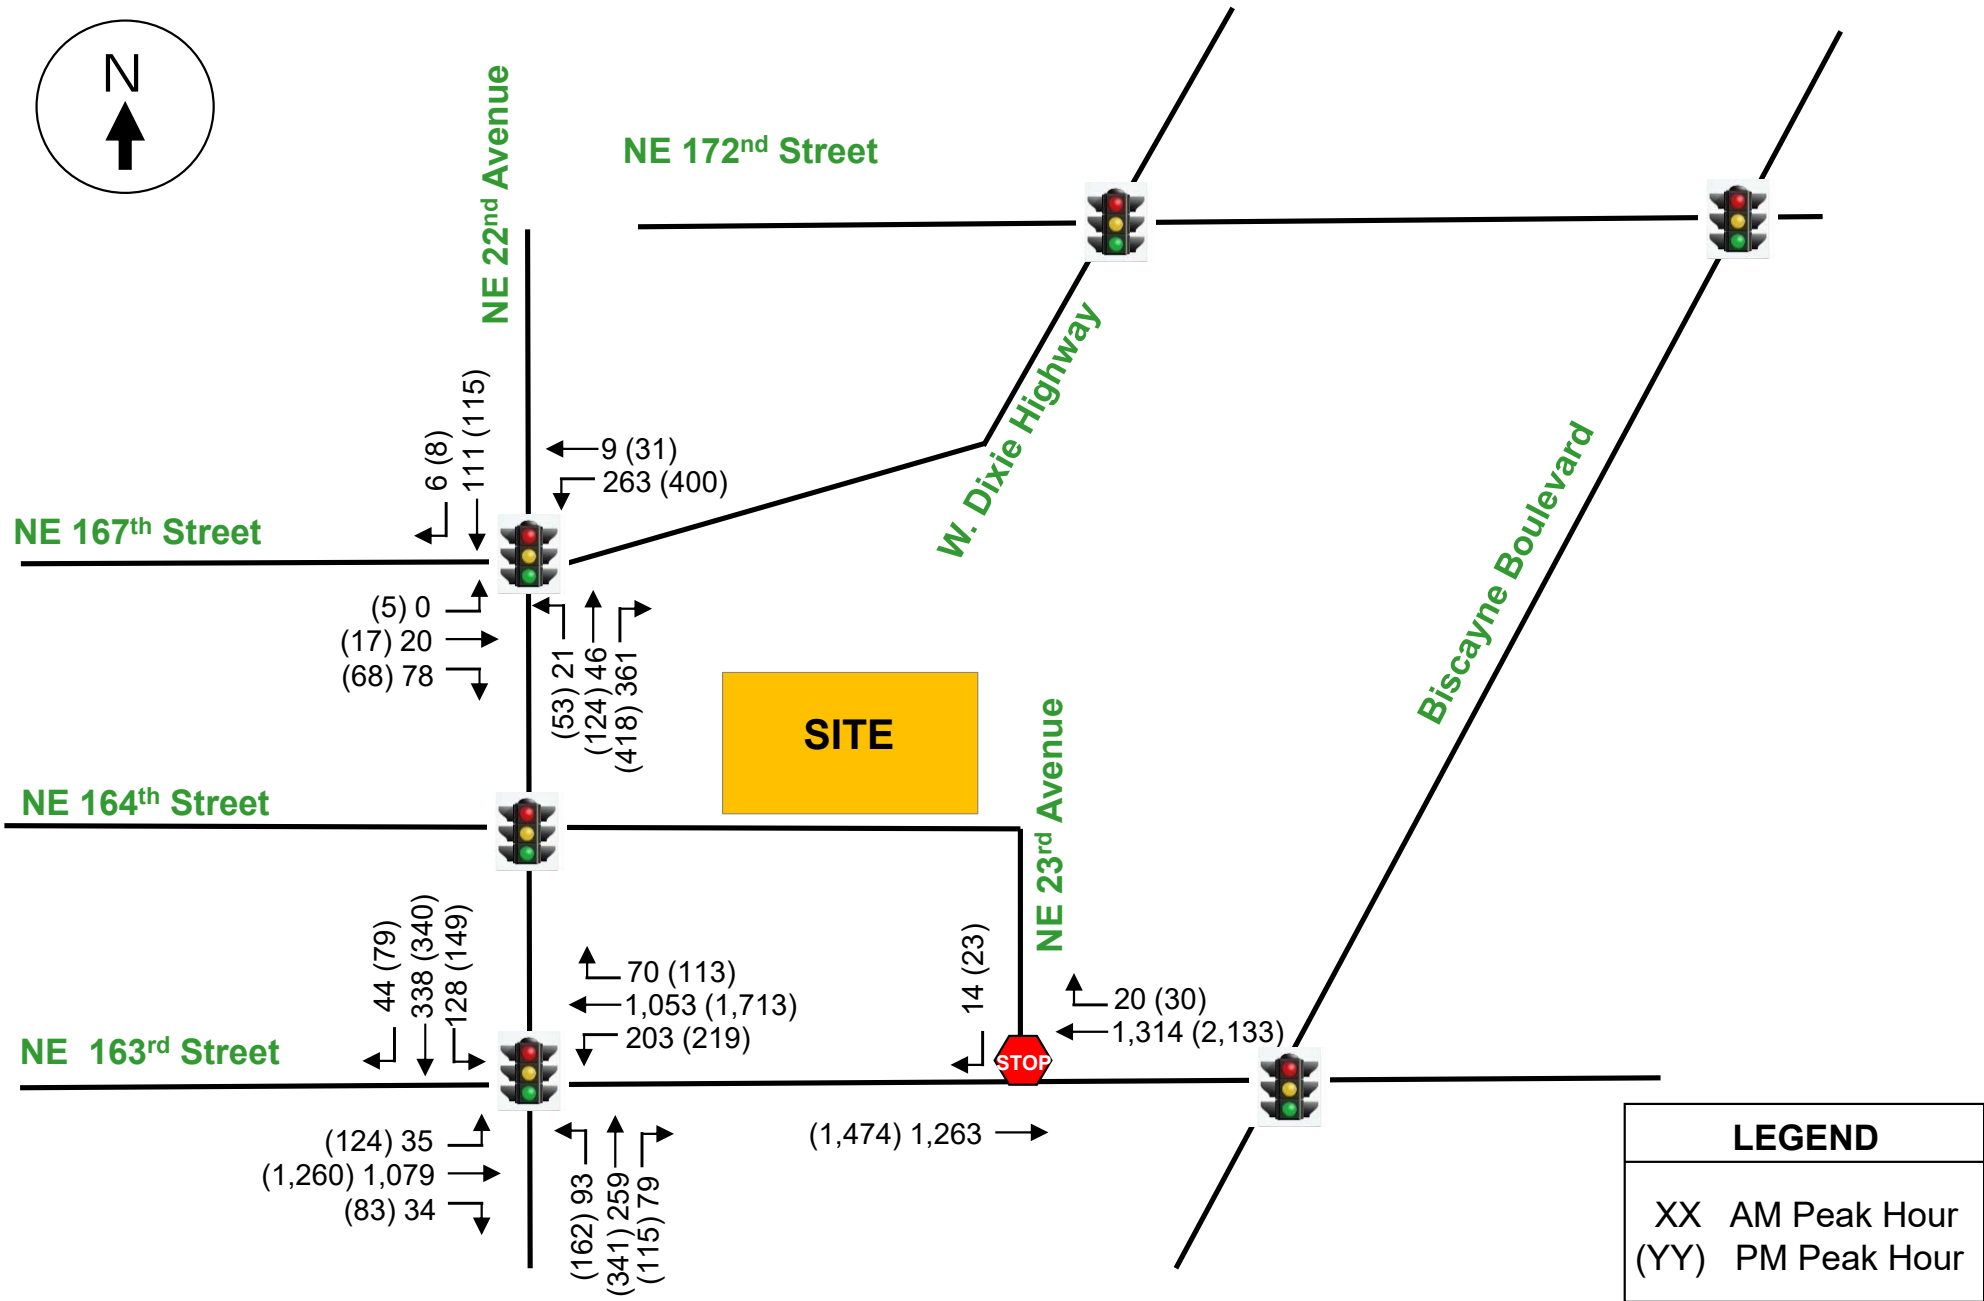 N
NE 22nd Avenue
NE 172nd Street
6 (8)
111 (115)
9 (31)
263 (400)
W. Dixie Highway
NE 167th Street
Biscayne Boulevard
(5) 0
(17) 20
(68) 78
(53) 21
(124) 46
(418) 361
SITE
NE 164th Street
NE 23rd Avenue
44 (79)
338 (340)
128 (149)
70 (113)
1,053 (1,713)
203 (219)
14 (23)
20 (30)
1,314 (2,133)
NE 163rd Street
STOP
(124) 35
(1,260) 1,079
(83) 34
(162) 93
(341) 259
(115) 79
(1,474) 1,263
LEGEND
XX AM Peak Hour
(YY) PM Peak Hour